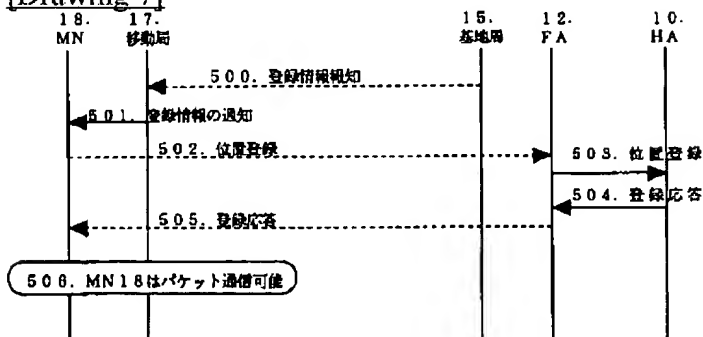 [Drawing 7]
18. 17. 15. 12. 10.
MN 移動局 基地局 FA HA
500. 登録情報報知
501. 登録情報の通知
502. 位置登録
503. 位置登録
504. 登録応答
505. 登録応答
506. MN18はパケット通信可能